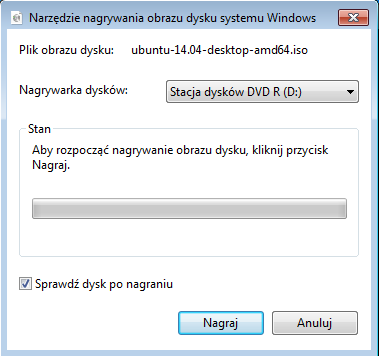 Narzędzie nagrywania obrazu dysku systemu Windows
Plik obrazu dysku: ubuntu-14.04-desktop-amd64.iso
Nagrywarka dysków: Stacja dysków DVD R (D:)
Stan
Aby rozpocząć nagrywanie obrazu dysku, kliknij przycisk
Nagraj.
Sprawdź dysk po nagraniu
Nagraj Anuluj